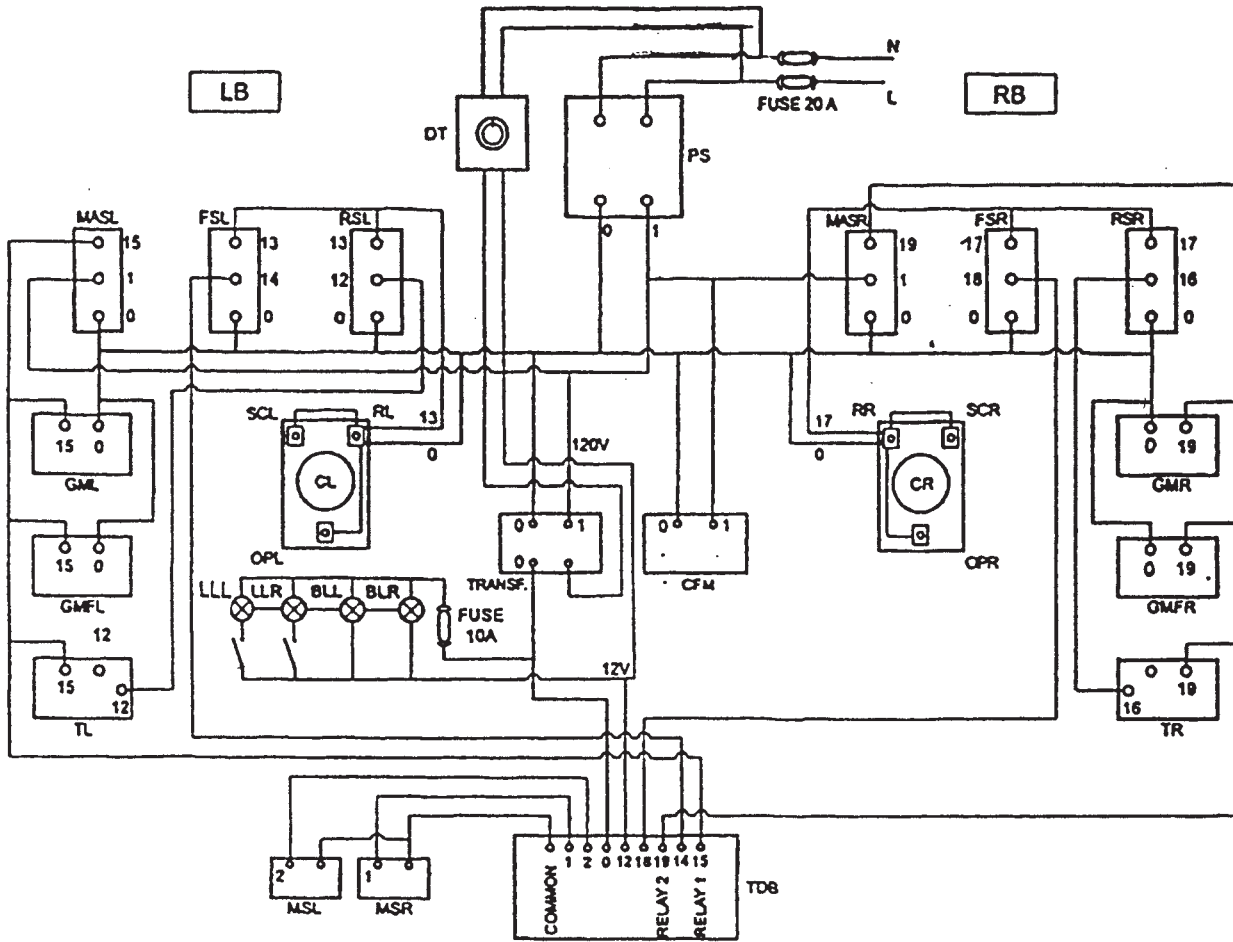 N
LB
FUSE 20 A
L
RB
DT
PS
MASL
FSL
RSL
0
1
MASR
FSR
RSR
15
13
13
19
17
17
1
14
12
1
18
16
0
0
0
0
0
0
SCL
RL
13
0
17
0
RR
SCR
15
0
GML
CL
120V
CR
0
19
GMR
15
0
GMFL
OPL
0
1
0
TRANSF.
0
1
CFM
OPR
0
19
GMFR
LLL
LLR
BLL
BLR
FUSE
10A
12
15
12
TL
12V
19
16
TR
2
MSL
1
MSR
COMMON
1
2
0
12
18
19
14
15
RELAY 2
RELAY 1
TDB